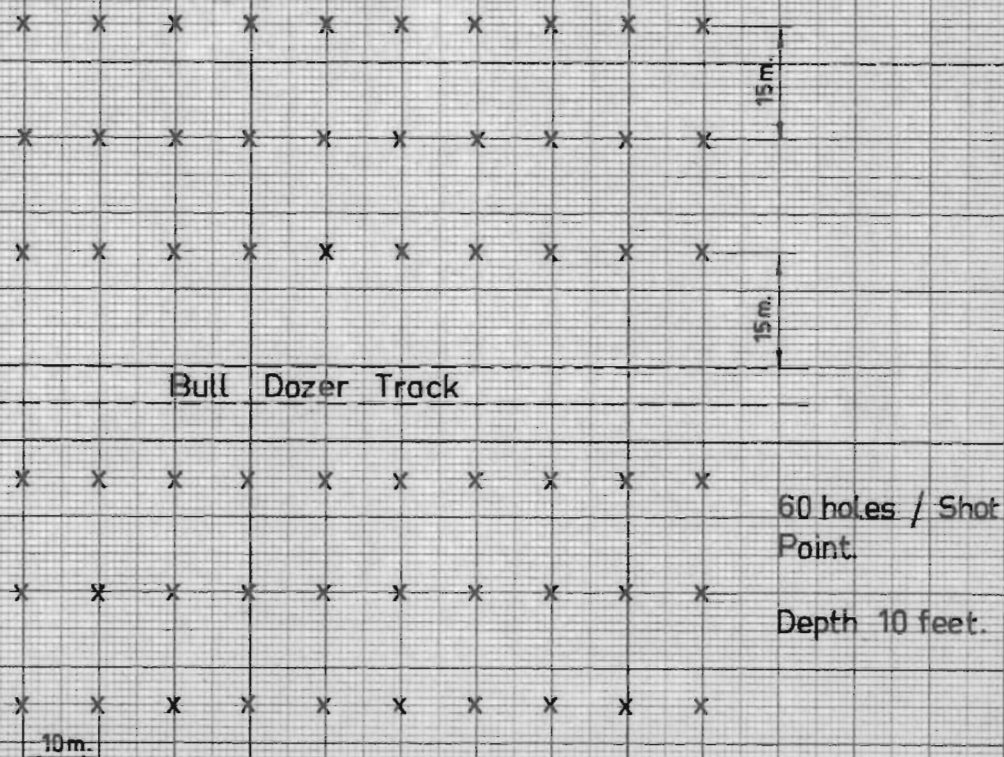 15m.
15m.
Bull Dozer Track
60 holes / Shot
Point.
Depth 10 feet.
10m.